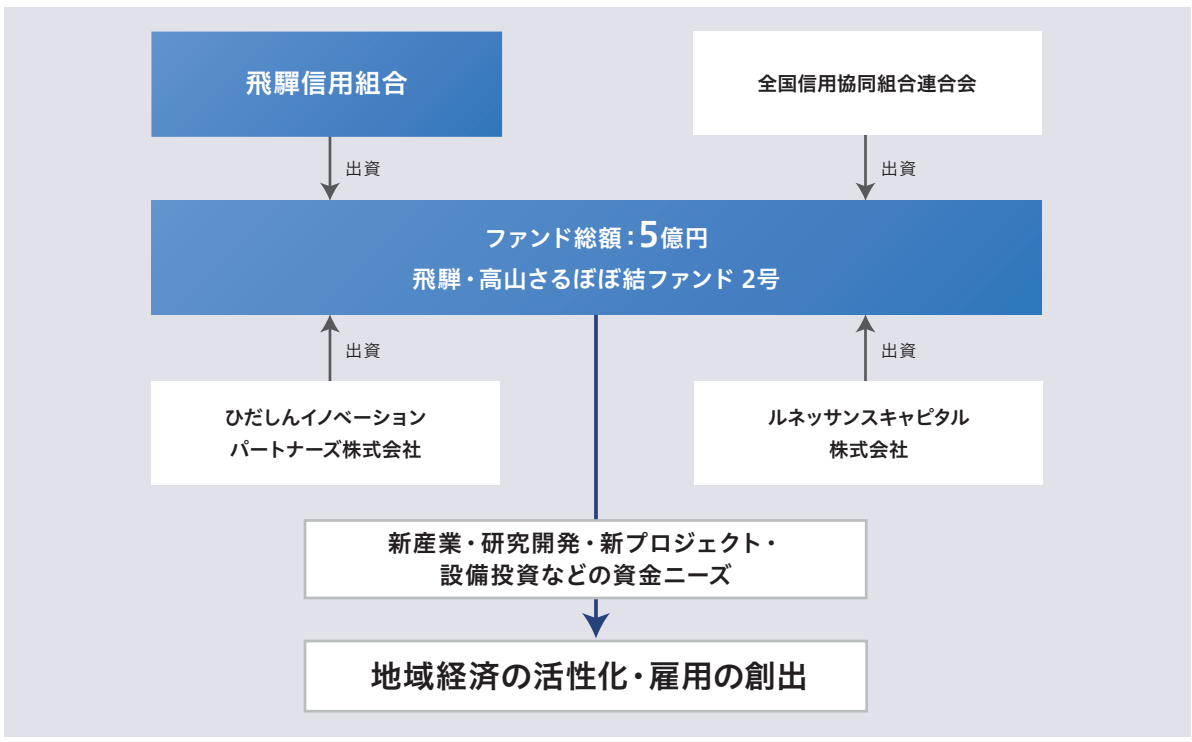 飛驒信用組合
全国信用協同組合連合会
出資
出資
ファンド総額：5億円
飛騨・高山さるぼぼ結ファンド 2号
出資
出資
ひだしんイノベーション
パートナーズ株式会社
ルネッサンスキャピタル
株式会社
新産業・研究開発・新プロジェクト・
設備投資などの資金ニーズ
地域経済の活性化・雇用の創出